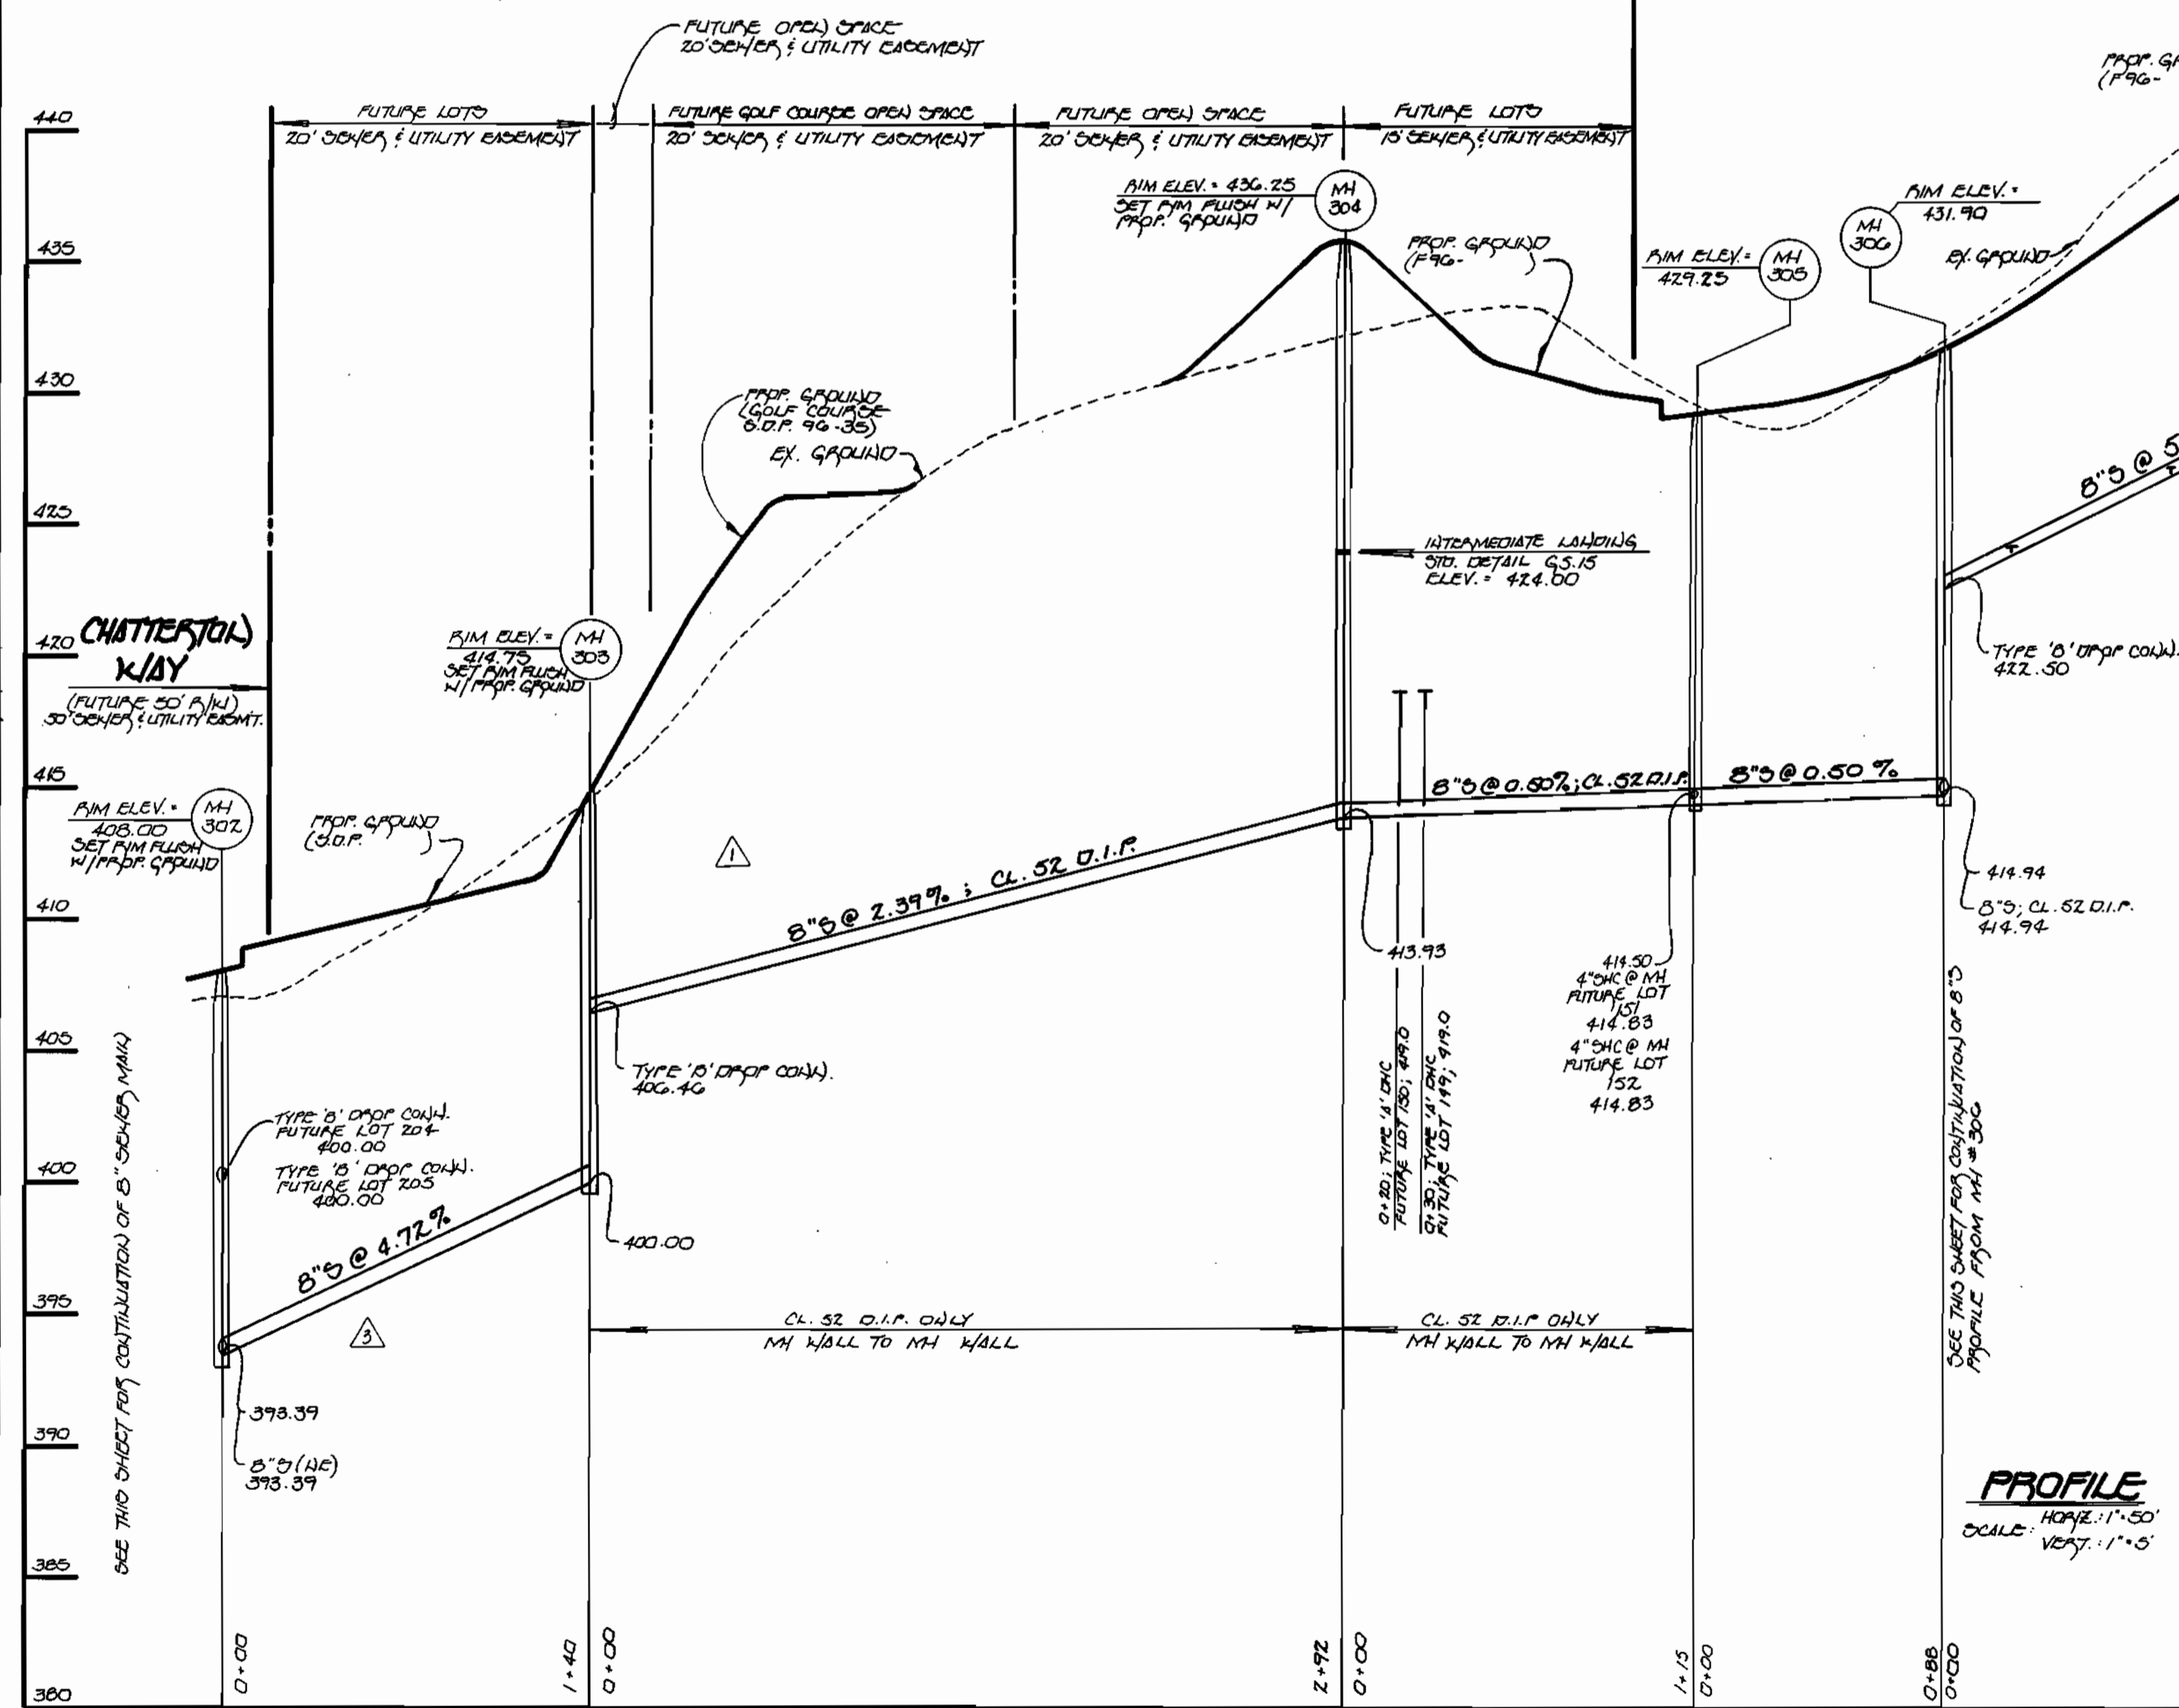 FUTURE OPEN SPACE
20' SEWER & UTILITY EASEMENT
PROP. GR
(F96-
FUTURE LOTS
20' SEWER & UTILITY EASEMENT
FUTURE GOLF COURSE OPEN SPACE
20' SEWER & UTILITY EASEMENT
FUTURE OPEN SPACE
20' SEWER & UTILITY EASEMENT
FUTURE LOTS
15' SEWER & UTILITY EASEMENT
440
435
430
425
420
415
410
405
400
395
390
385
380
RIM ELEV. = 436.25
SET RIM FLUSH W/
PROP. GROUND
MH
304
PROP. GROUND
(F96- )
RIM ELEV. =
429.25
MH
305
MH
306
RIM ELEV. =
431.90
EX. GROUND
PROP. GROUND
(GOLF COURSE
S.D.P. 96-35)
EX. GROUND
8"S @ 5
INTERMEDIATE LANDING
STD. DETAIL G5.15
ELEV. = 424.00
TYPE 'B' DROP CONN.
422.50
CHATTERTON
WAY
(FUTURE 50' R/W)
50' SEWER & UTILITY EASM'T.
RIM ELEV. =
414.75
SET RIM FLUSH
W/ PROP. GROUND
MH
303
RIM ELEV. =
408.00
SET RIM FLUSH
W/ PROP. GROUND
MH
302
PROP. GROUND
(S.D.P. )
1
8"S @ 2.39% ; CL. 52 D.I.P.
8"S @ 0.50%; CL. 52 D.I.P.
8"S @ 0.50 %
414.94
8"S; CL. 52 D.I.P.
414.94
413.93
414.50
4"SHC @ MH
FUTURE LOT
151
414.83
4"SHC @ MH
FUTURE LOT
152
414.83
0+20; TYPE 'A' DHC
FUTURE LOT 150; 419.0
0+30; TYPE 'A' DHC
FUTURE LOT 149; 419.0
TYPE 'B' DROP CONN.
406.46
TYPE 'B' DROP CONN.
FUTURE LOT 204
400.00
TYPE 'B' DROP CONN.
FUTURE LOT 205
400.00
8"S @ 4.72%
400.00
3
393.39
8"S (NE)
393.39
CL. 52 D.I.P. ONLY
MH WALL TO MH WALL
CL. 52 D.I.P ONLY
MH WALL TO MH WALL
SEE THIS SHEET FOR CONTINUATION OF 8" SEWER MAIN
SEE THIS SHEET FOR CONTINUATION OF 8"S
PROFILE FROM MH #306
PROFILE
SCALE: HORIZ.: 1"=50'
VERT.: 1"=5'
0+00
1+40
0+00
2+92
0+00
1+15
0+00
0+88
0+00